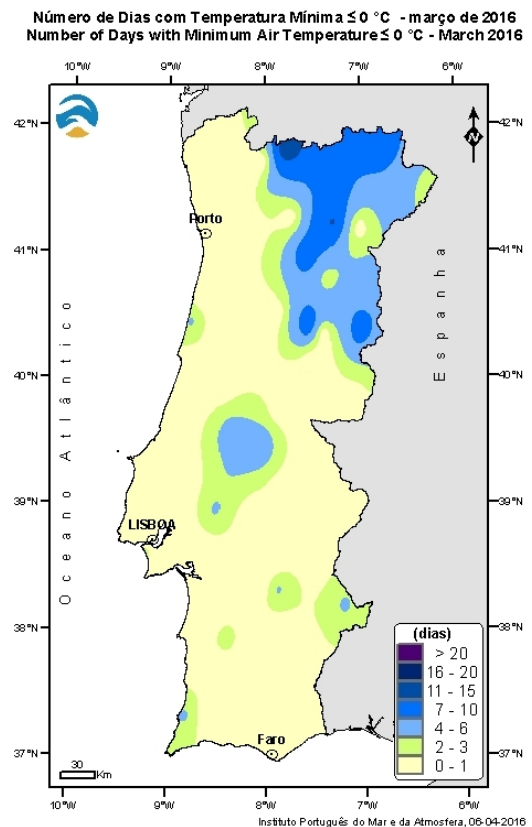 Número de Dias com Temperatura Mínima ≤ 0 °C - março de 2016
Number of Days with Minimum Air Temperature ≤ 0 °C - March 2016
10°W 9°W 8°W 7°W 6°W
42°N 42°N
N
Porto
41°N 41°N
Espanha
Oceano Atlântico
40°N 40°N
39°N 39°N
LISBOA
38°N 38°N
(dias)
> 20
16 - 20
11 - 15
7 - 10
4 - 6
2 - 3
0 - 1
Faro
37°N 37°N
30
Km
10°W 9°W 8°W 7°W 6°W
Instituto Português do Mar e da Atmosfera, 06-04-2016